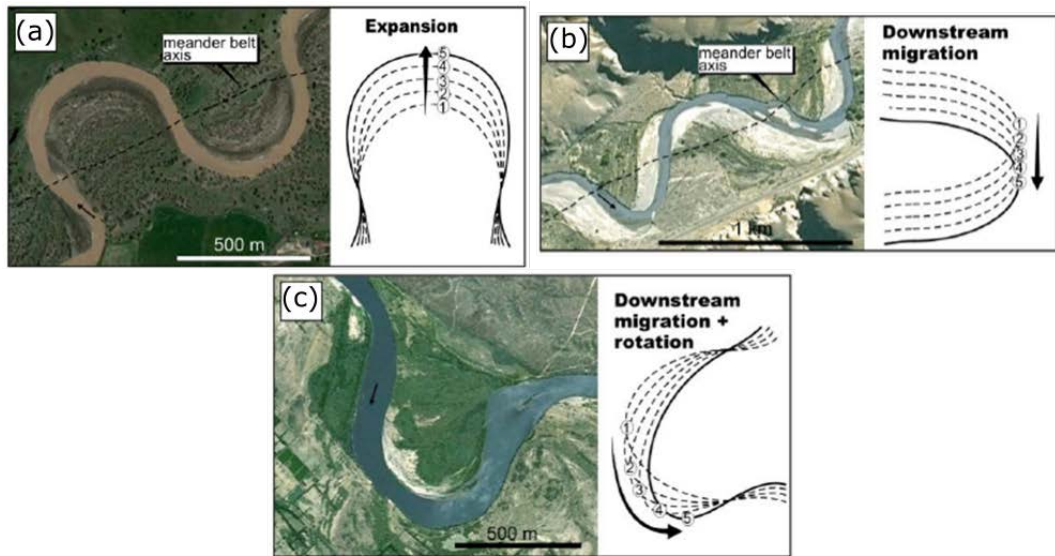 (a)
meander belt
axis
500 m
Expansion
5
4
3
2
1
(b)
meander belt
axis
1 km
Downstream
migration
1
2
3
4
5
(c)
500 m
Downstream
migration +
rotation
1
2
3
4
5